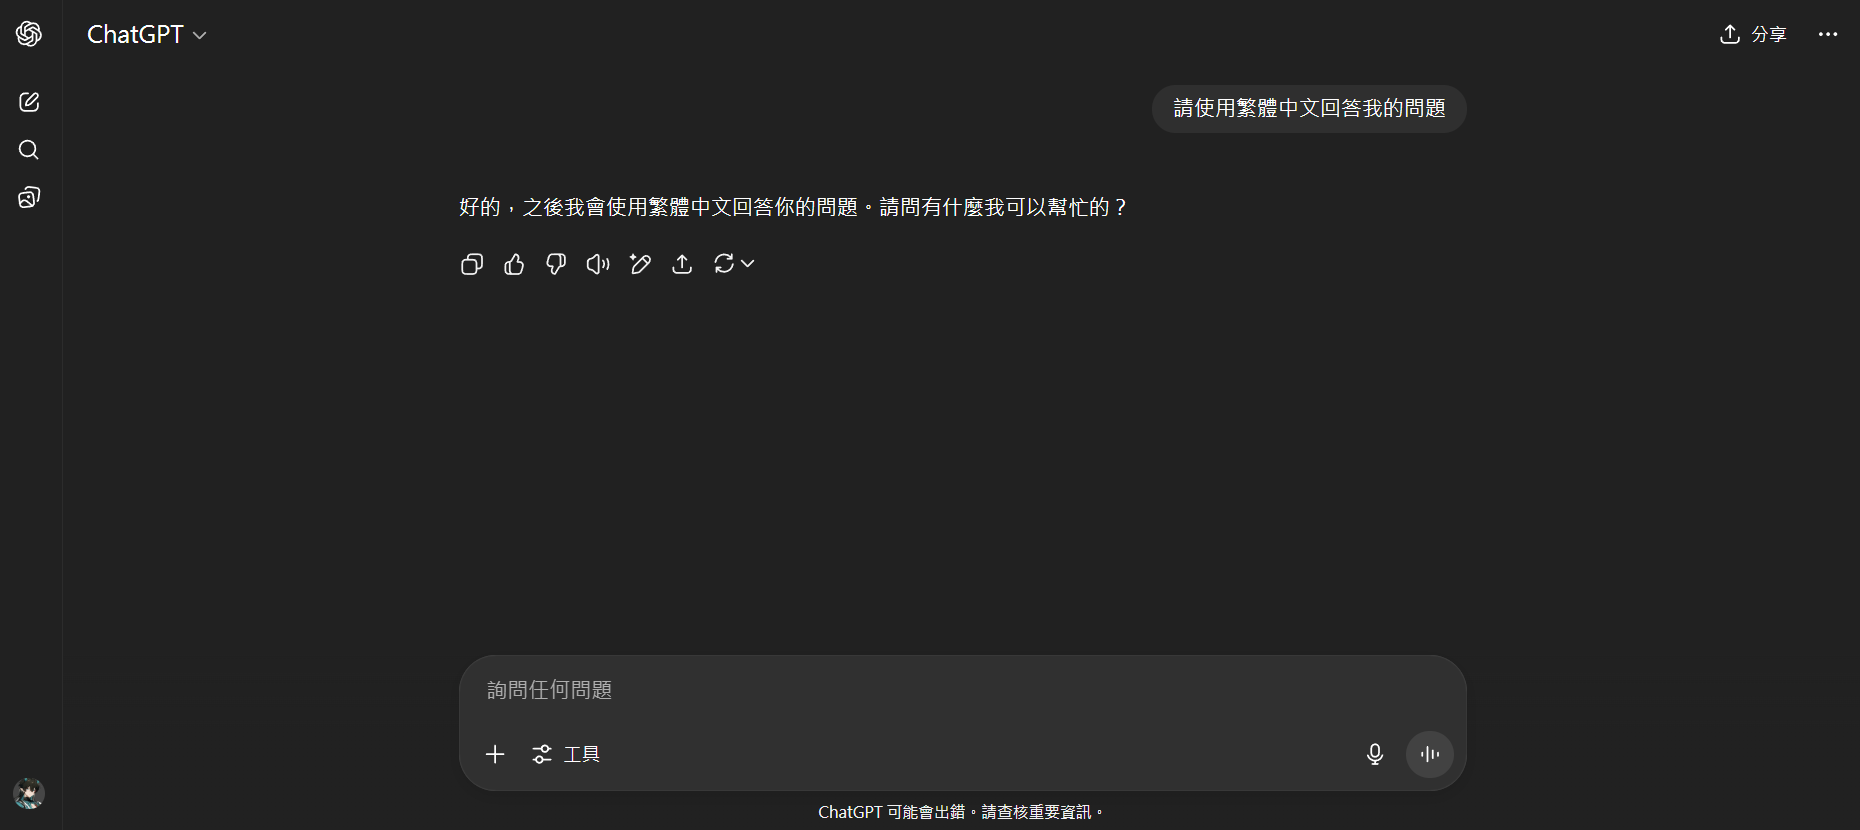 ChatGPT
分享
請使用繁體中文回答我的問題
好的，之後我會使用繁體中文回答你的問題。請問有什麼我可以幫忙的？
詢問任何問題
工具
ChatGPT 可能會出錯。請查核重要資訊。